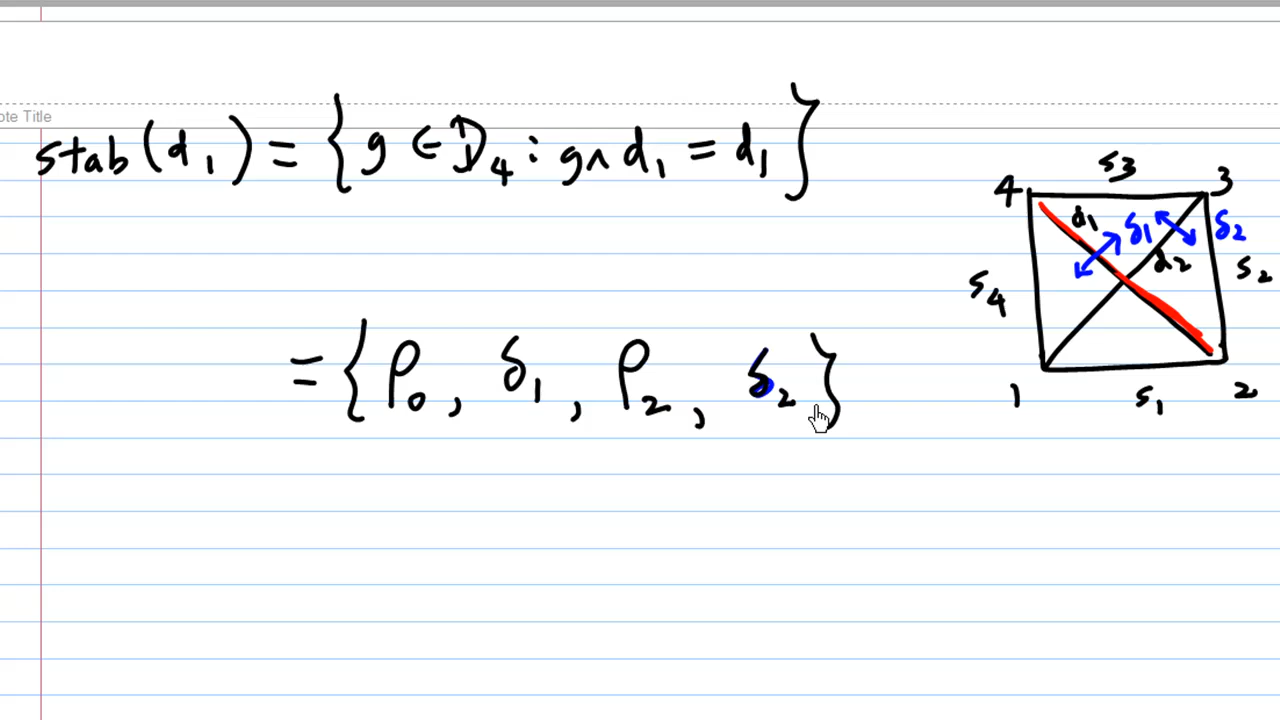 ote Title
stab(d₁) = { g ∈ D₄ : g∧d₁ = d₁ }
= { ρ₀, δ₁, ρ₂, δ₂ }
s3
4 3
d1 δ1 δ2
d2 s2
s4
1 s1 2